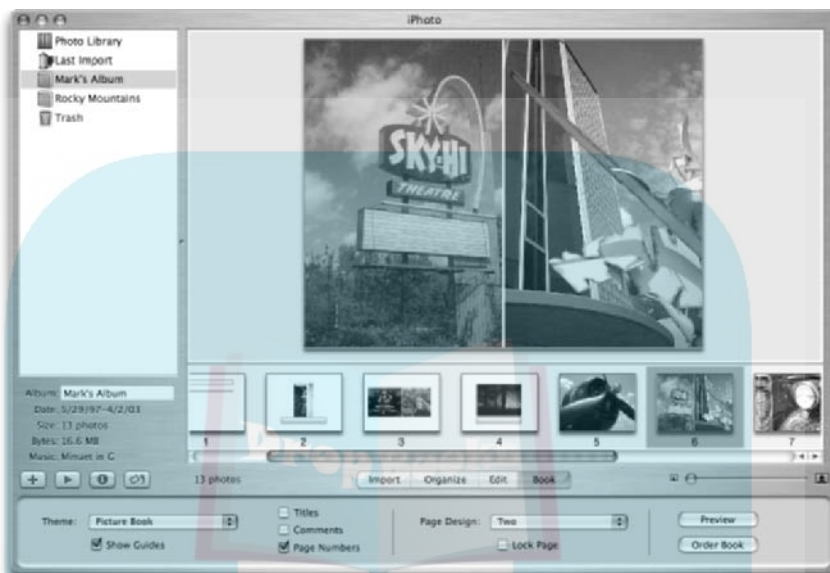 iPhoto
Photo Library
Last Import
Mark's Album
Rocky Mountains
Trash
SKY-HI
THEATRE
Album: Mark's Album
Date: 5/29/97-4/2/03
Size: 13 photos
Bytes: 16.6 MB
Music: Minuet in G
1 2 3 4 5 6 7
13 photos
Import Organize Edit Book
Theme: Picture Book
Show Guides
Titles
Comments
Page Numbers
Page Design: Two
Lock Page
Preview
Order Book